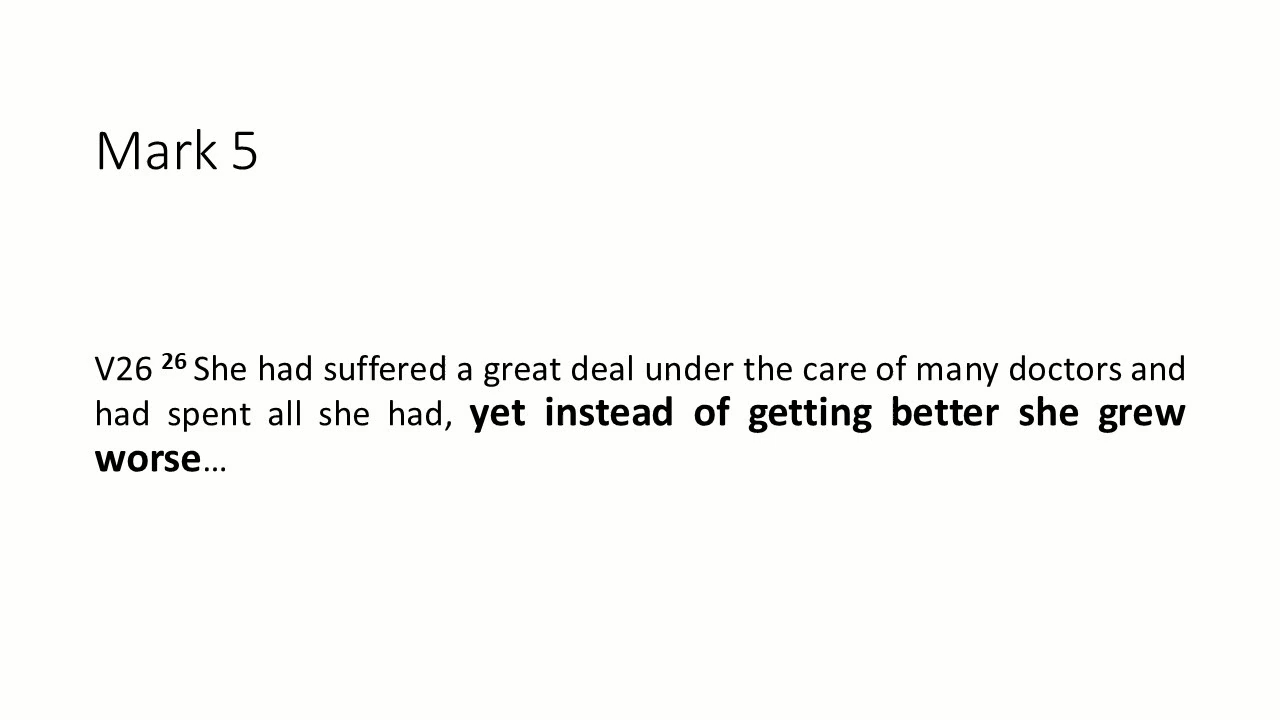 Mark 5
V26 26 She had suffered a great deal under the care of many doctors and
had spent all she had, yet instead of getting better she grew
worse…